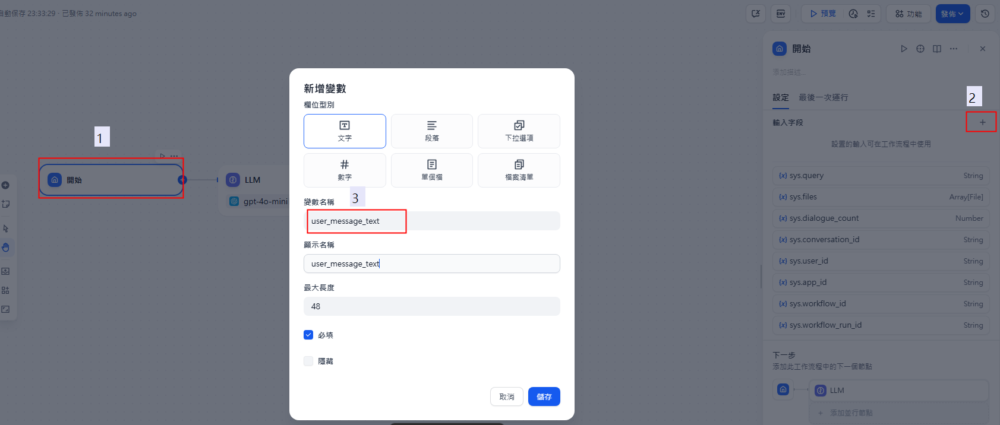 自動保存 23:33:29 · 已發佈 32 minutes ago
ENV
預覽
功能
發佈
開始
添加描述...
設定
最後一次運行
2
輸入字段
+
設置的輸入可在工作流程中使用
{x} sys.query String
{x} sys.files Array[File]
{x} sys.dialogue_count Number
{x} sys.conversation_id String
{x} sys.user_id String
{x} sys.app_id String
{x} sys.workflow_id String
{x} sys.workflow_run_id String
下一步
添加此工作流程中的下一個節點
LLM
+ 添加並行節點
1
開始
LLM
gpt-4o-mini
新增變數
欄位型別
文字
段落
下拉選項
數字
單個檔
檔案清單
3
變數名稱
user_message_text
顯示名稱
user_message_text
最大長度
48
必填
隱藏
取消
儲存